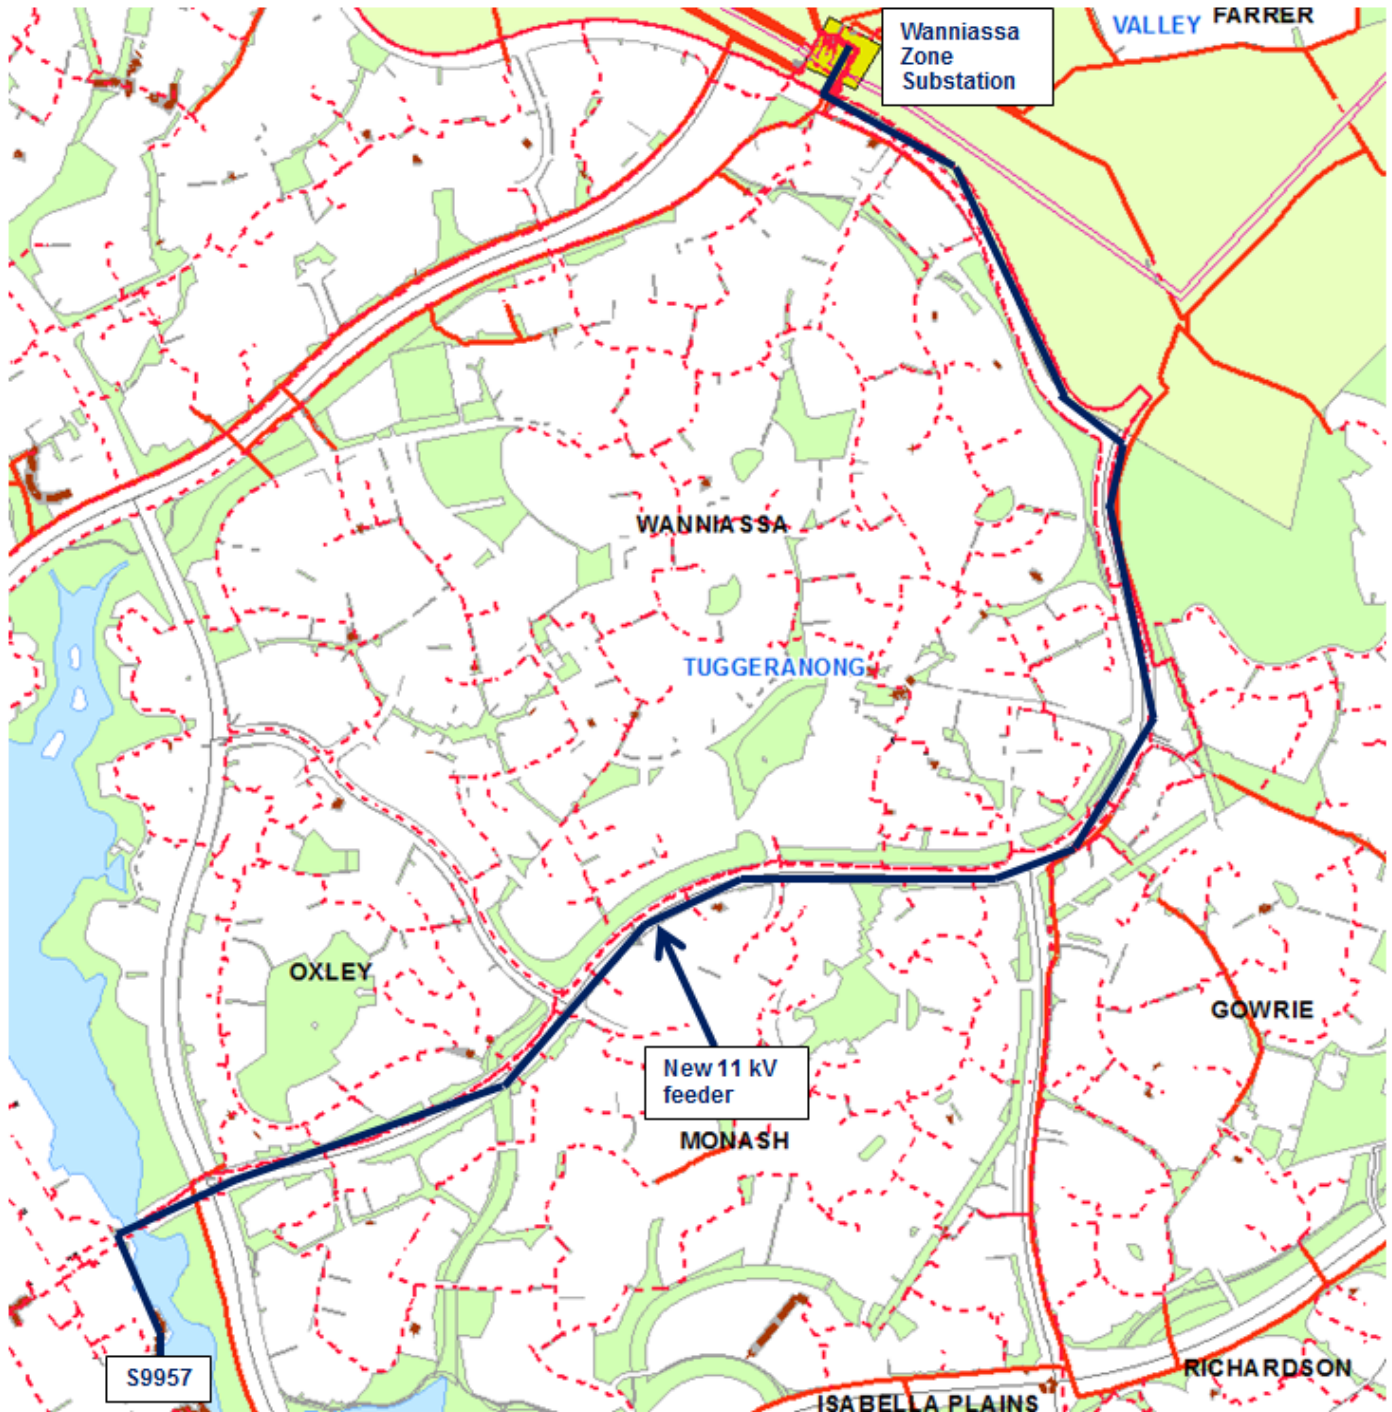 VALLEY
FARRER
Wanniassa
Zone
Substation
WANNIASSA
TUGGERANONG
OXLEY
GOWRIE
New 11 kV
feeder
MONASH
S9957
RICHARDSON
ISABELLA PLAINS